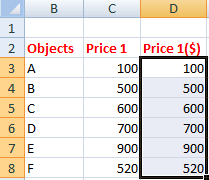 B C D
1
2 Objects Price 1 Price 1($)
3 A 100 100
4 B 500 500
5 C 600 600
6 D 700 700
7 E 900 900
8 F 520 520